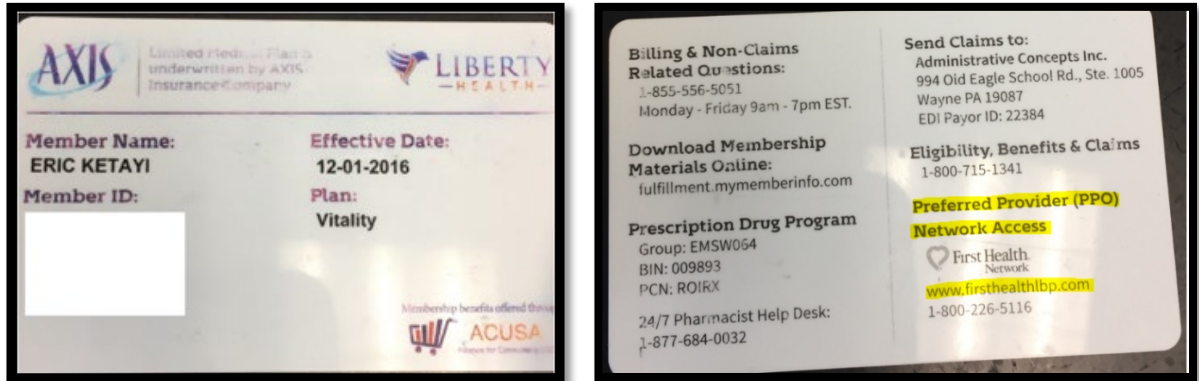 AXIS
Limited Medical Plan is
underwritten by AXIS
Insurance Company
LIBERTY
HEALTH
Member Name:
ERIC KETAYI
Effective Date:
12-01-2016
Member ID:
Plan:
Vitality
Membership benefits offered
ACUSA
Billing & Non-Claims
Related Questions:
1-855-556-5051
Monday - Friday 9am - 7pm EST.
Download Membership
Materials Online:
fulfillment.mymemberinfo.com
Prescription Drug Program
Group: EMSW064
BIN: 009893
PCN: ROIRX
24/7 Pharmacist Help Desk:
1-877-684-0032
Send Claims to:
Administrative Concepts Inc.
994 Old Eagle School Rd., Ste. 1005
Wayne PA 19087
EDI Payor ID: 22384
Eligibility, Benefits & Claims
1-800-715-1341
Preferred Provider (PPO)
Network Access
First Health
Network
www.firsthealthlbp.com
1-800-226-5116